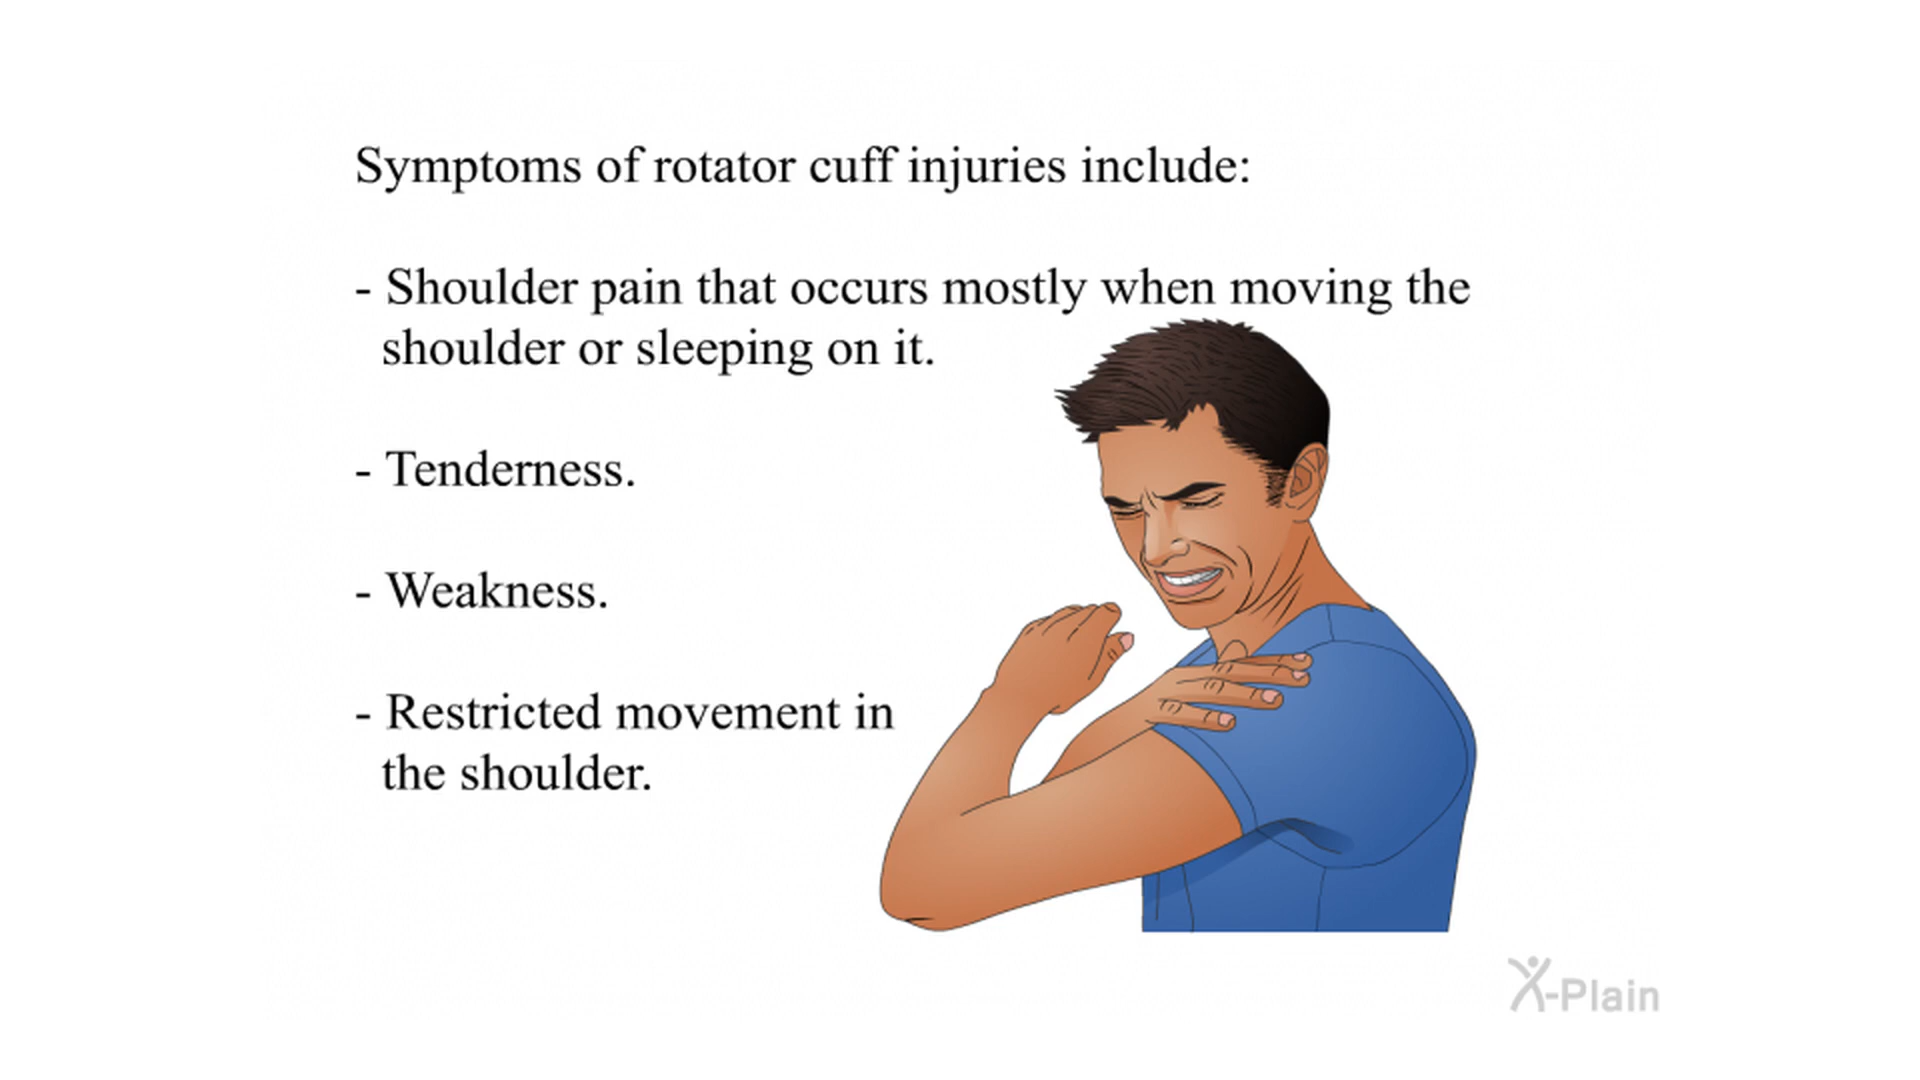 Symptoms of rotator cuff injuries include:
- Shoulder pain that occurs mostly when moving the
shoulder or sleeping on it.
- Tenderness.
- Weakness.
- Restricted movement in
the shoulder.
X-Plain